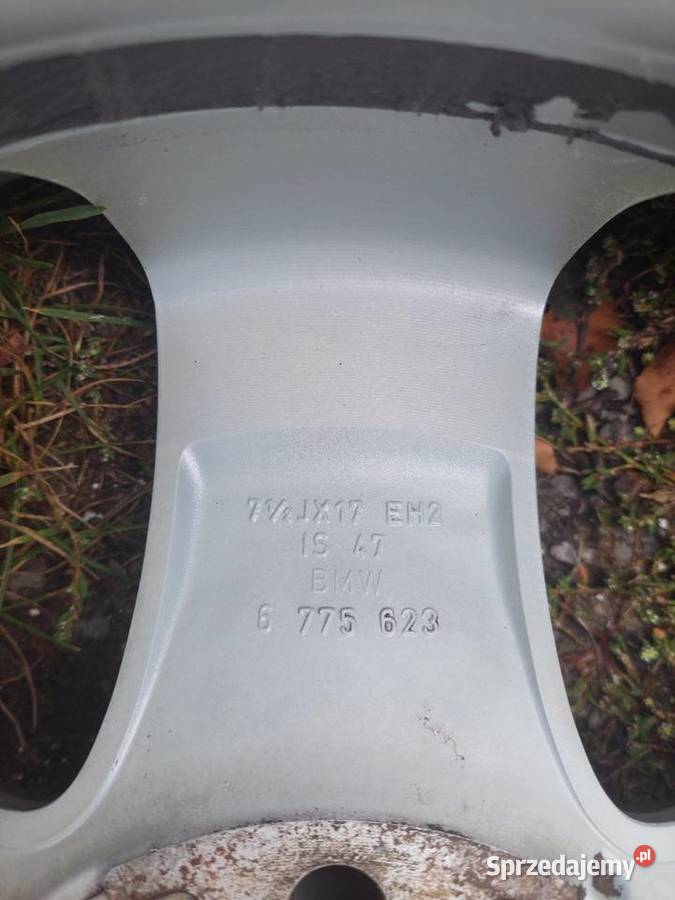 7½JX17 EH2
IS 47
BMW
6 775 623
Sprzedajemy.pl